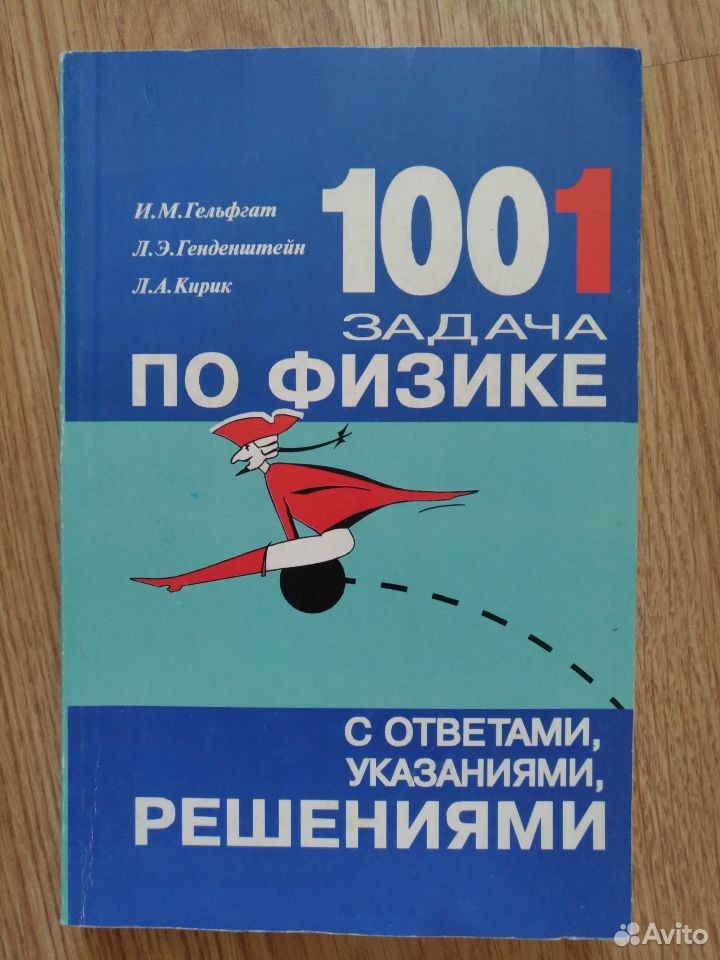 И.М.Гельфгат
Л.Э.Генденштейн
Л.А.Кирик
1001
ЗАДАЧА
ПО ФИЗИКЕ
С ОТВЕТАМИ,
УКАЗАНИЯМИ,
РЕШЕНИЯМИ
Avito